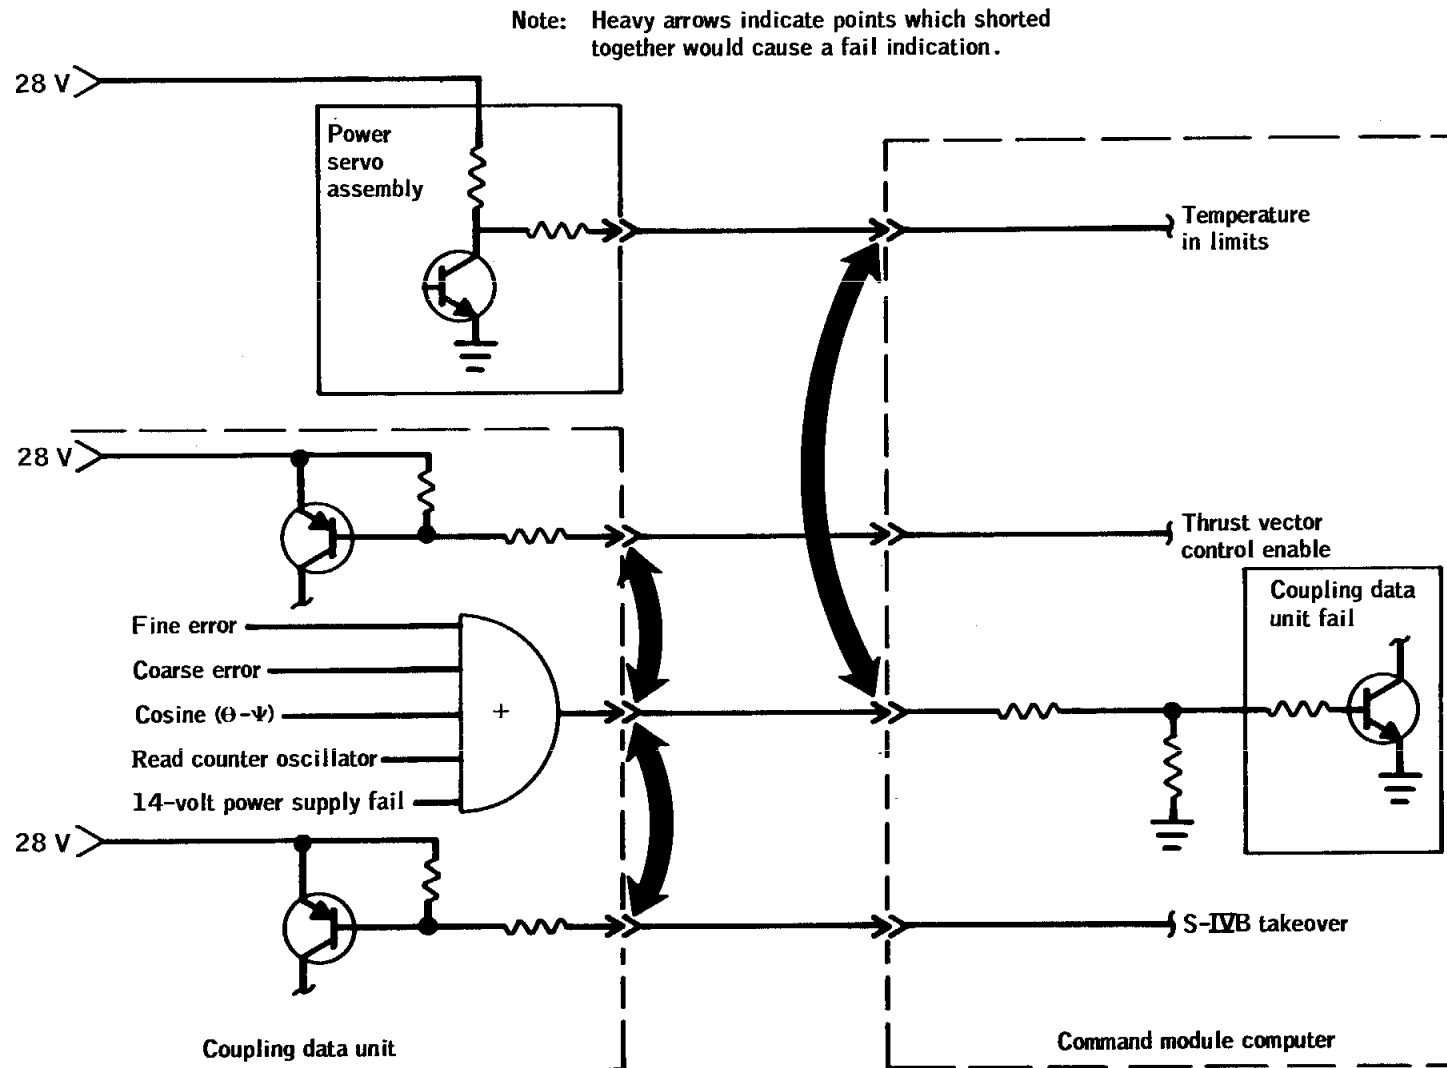 Note: Heavy arrows indicate points which shorted
together would cause a fail indication.
28 V
Power
servo
assembly
Temperature
in limits
28 V
Thrust vector
control enable
Coupling data
unit fail
Fine error
Coarse error
Cosine (Θ-Ψ)
+
Read counter oscillator
14-volt power supply fail
28 V
S-IVB takeover
Coupling data unit
Command module computer